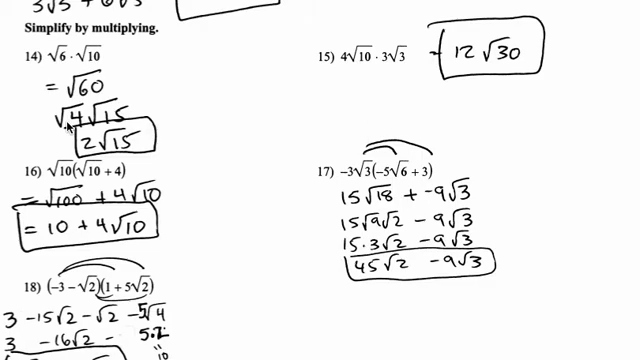 3√3 + 6√3
Simplify by multiplying.
14) √6 · √10
= √60
√4 √15
2√15
15) 4√10 · 3√3 = 12 √30
16) √10(√10 + 4)
= √100 + 4√10
= 10 + 4√10
17) −3√3(−5√6 + 3)
15√18 + -9√3
15√9√2 - 9√3
15·3√2 - 9√3
45√2 - 9√3
18) (−3 − √2)(1 + 5√2)
3 -15√2 -√2 -5√4
3 -16√2 - 5·2
10